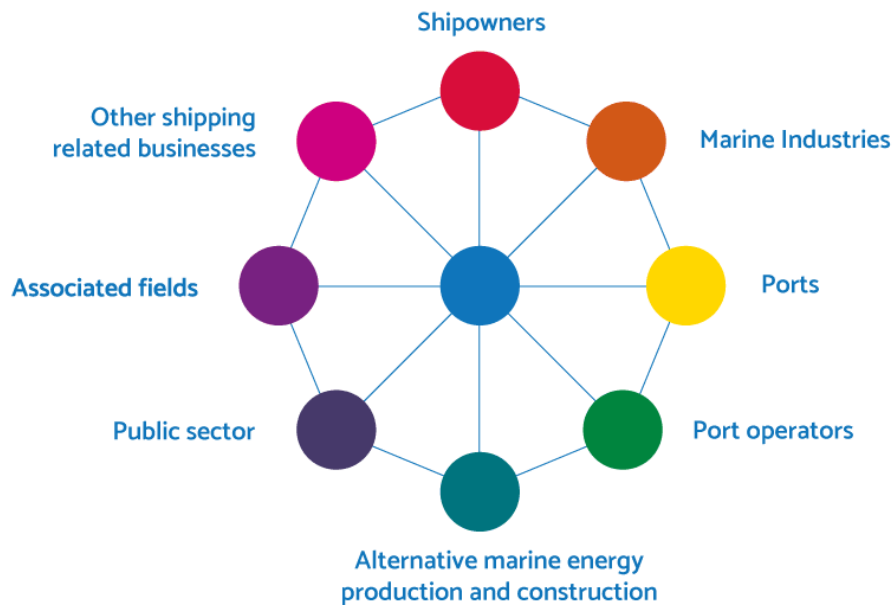 Shipowners
Other shipping
related businesses
Marine Industries
Associated fields
Ports
Public sector
Port operators
Alternative marine energy
production and construction